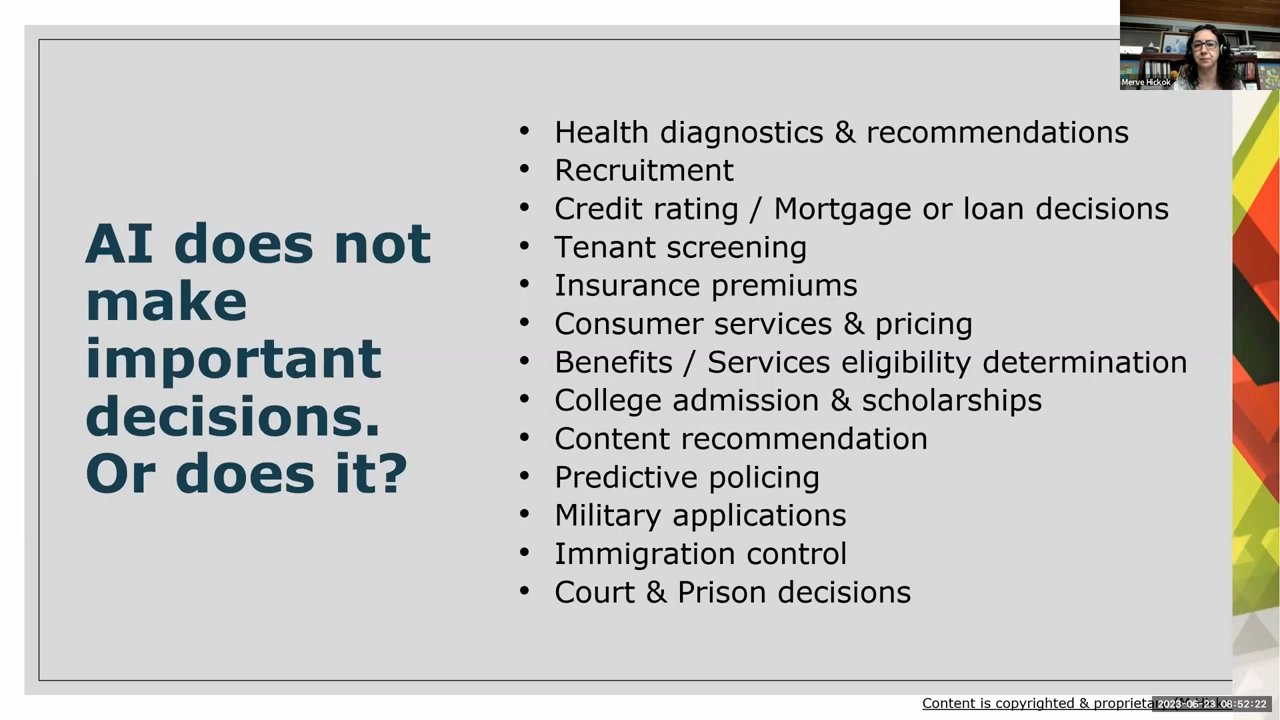 Merve Hickok
AI does not
make
important
decisions.
Or does it?
• Health diagnostics & recommendations
• Recruitment
• Credit rating / Mortgage or loan decisions
• Tenant screening
• Insurance premiums
• Consumer services & pricing
• Benefits / Services eligibility determination
• College admission & scholarships
• Content recommendation
• Predictive policing
• Military applications
• Immigration control
• Court & Prison decisions
Content is copyrighted &
2023-05-23 08:52:22